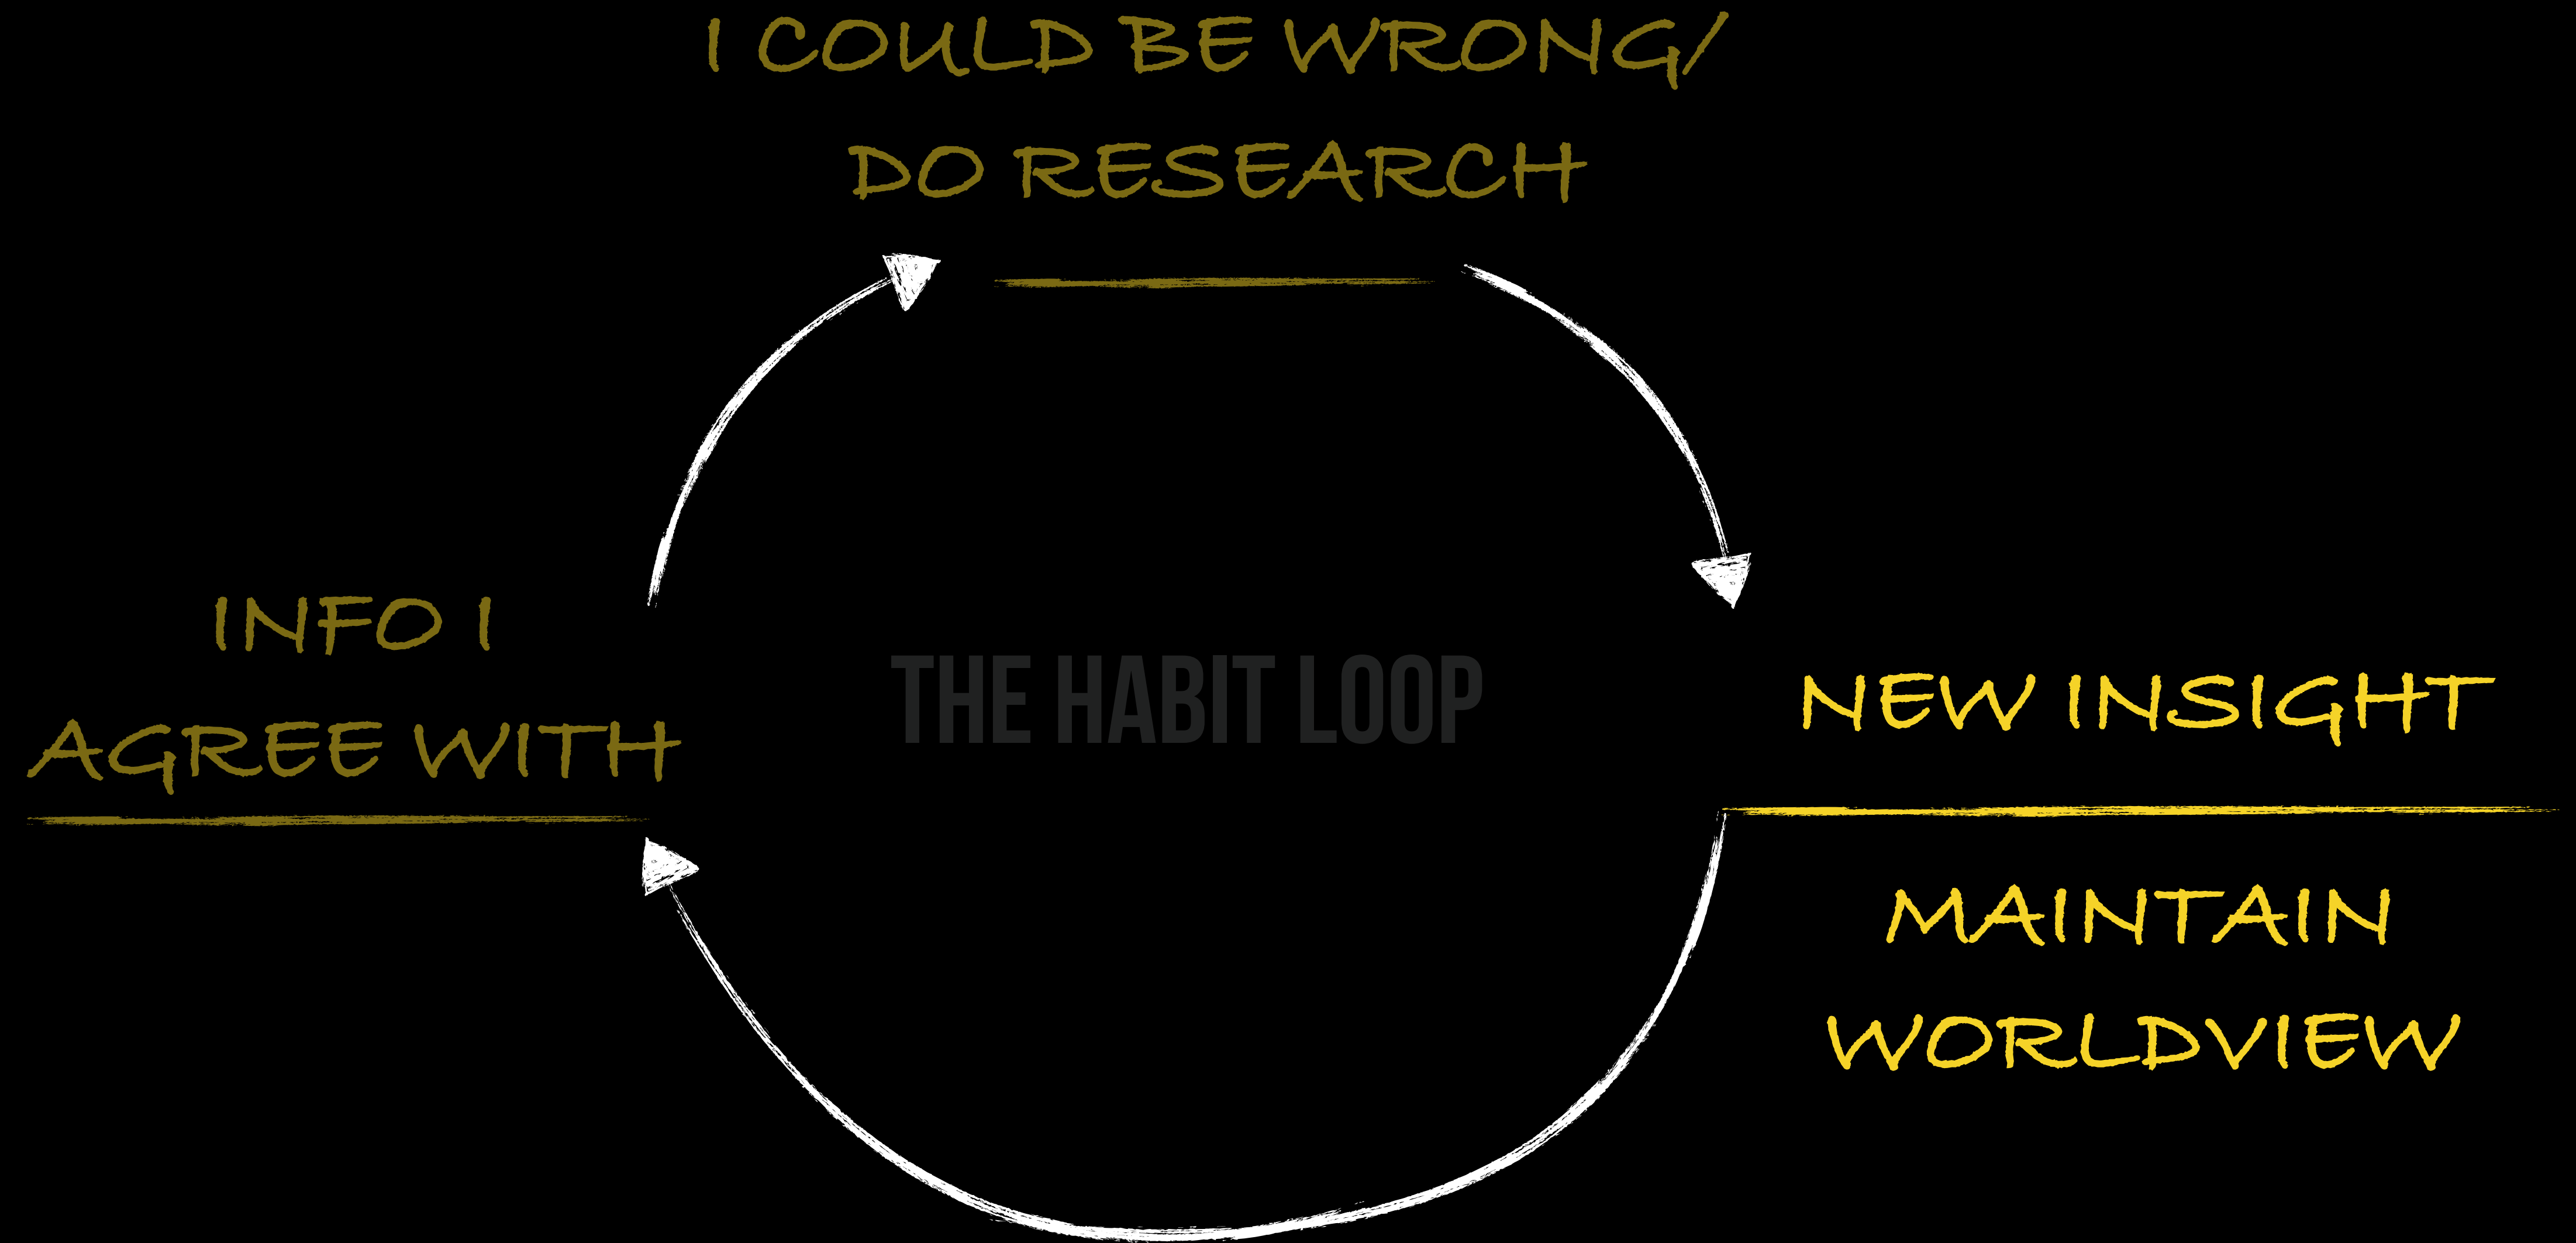 I COULD BE WRONG/
DO RESEARCH
INFO I
AGREE WITH
THE HABIT LOOP
NEW INSIGHT
MAINTAIN
WORLDVIEW